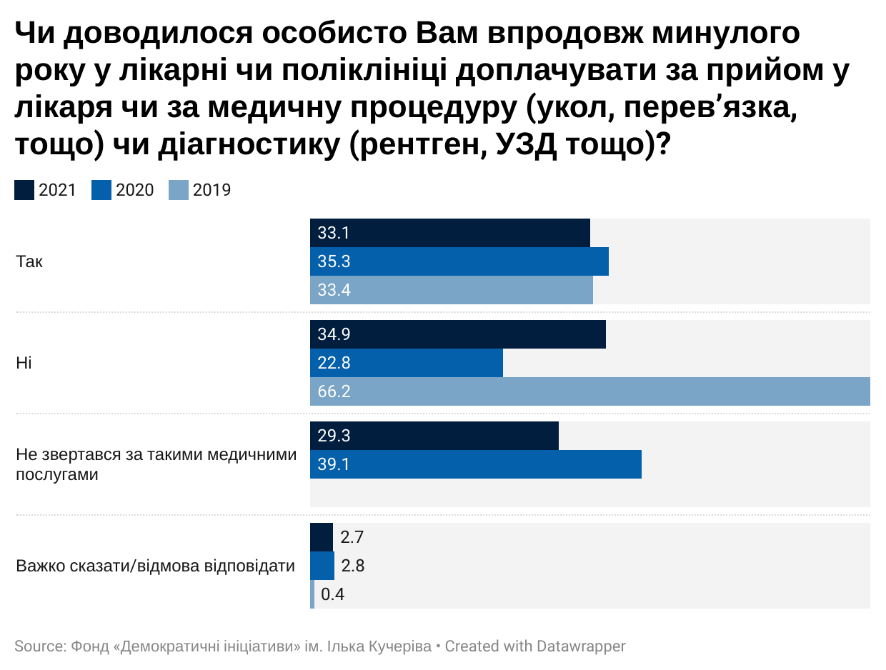 Чи доводилося особисто Вам впродовж минулого
року у лікарні чи поліклініці доплачувати за прийом у
лікаря чи за медичну процедуру (укол, перев’язка,
тощо) чи діагностику (рентген, УЗД тощо)?
2021 2020 2019
Так
33.1
35.3
33.4
Ні
34.9
22.8
66.2
Не звертався за такими медичними
послугами
29.3
39.1
Важко сказати/відмова відповідати
2.7
2.8
0.4
Source: Фонд «Демократичні ініціативи» ім. Ілька Кучеріва • Created with Datawrapper